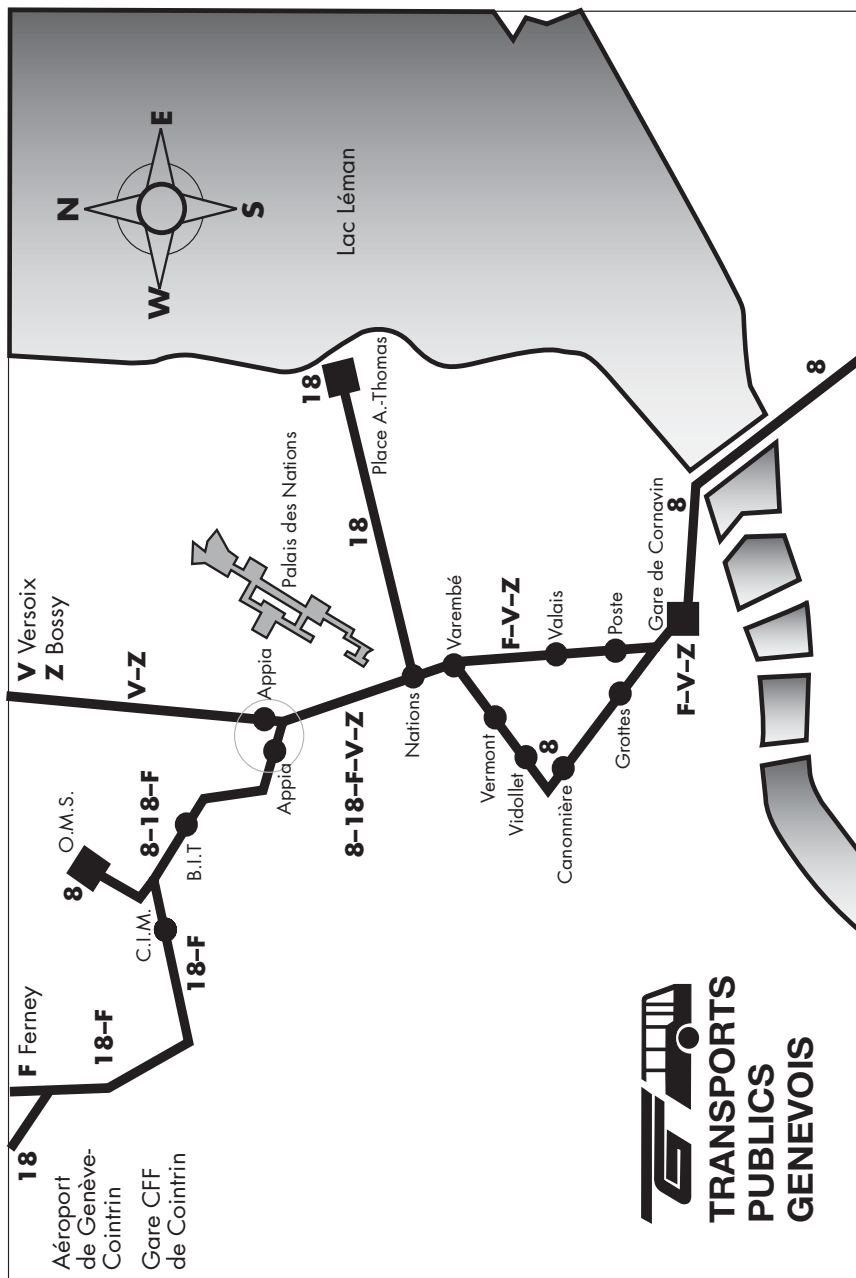 18
Aéroport
de Genève-
Cointrin
Gare CFF
de Cointrin
F Ferney
18–F
18–F
C.I.M.
8
O.M.S.
8–18–F
B.I.T
V Versoix
Z Bossy
V–Z
Appia
Appia
Palais des Nations
8–18–F–V–Z
Nations
18
18
Place A.-Thomas
N
E
S
W
Lac Léman
Varembé
F–V–Z
Valais
Poste
Vermont
Vidollet
8
Canonnière
Grottes
Gare de Cornavin
F–V–Z
8
8
TRANSPORTS
PUBLICS
GENEVOIS